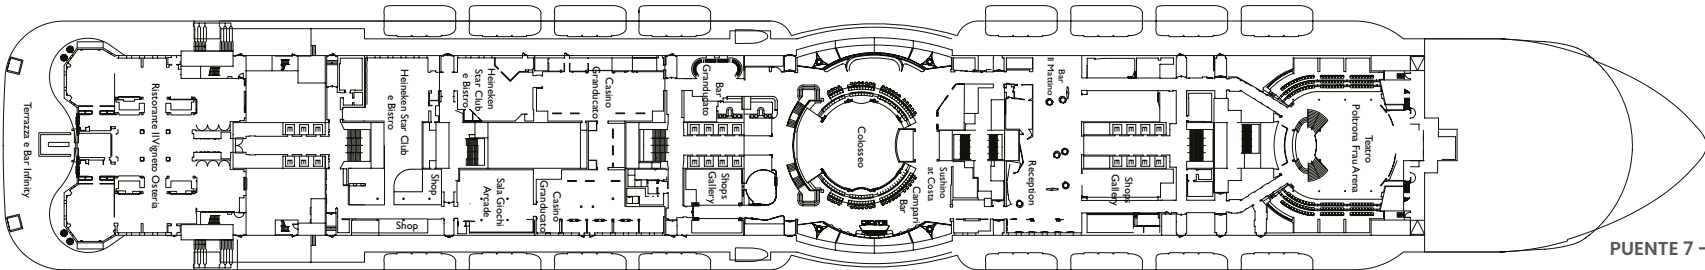 Terrazza e Bar Infinity
Ristorante Il Vigneto Osteria
Heineken Star Club
e Bistro
Shop
Shop
Heineken
Star Club
e Bistro
Sala Giochi
Arcade
Casino
Granducato
Casino
Granducato
Bar
Granducato
Shops
Gallery
Colosseo
Campari
Bar
Sushino
at Costa
Bar
Il Mattino
Reception
Shops
Gallery
Teatro
Poltrona Frau Arena
PUENTE 7 -